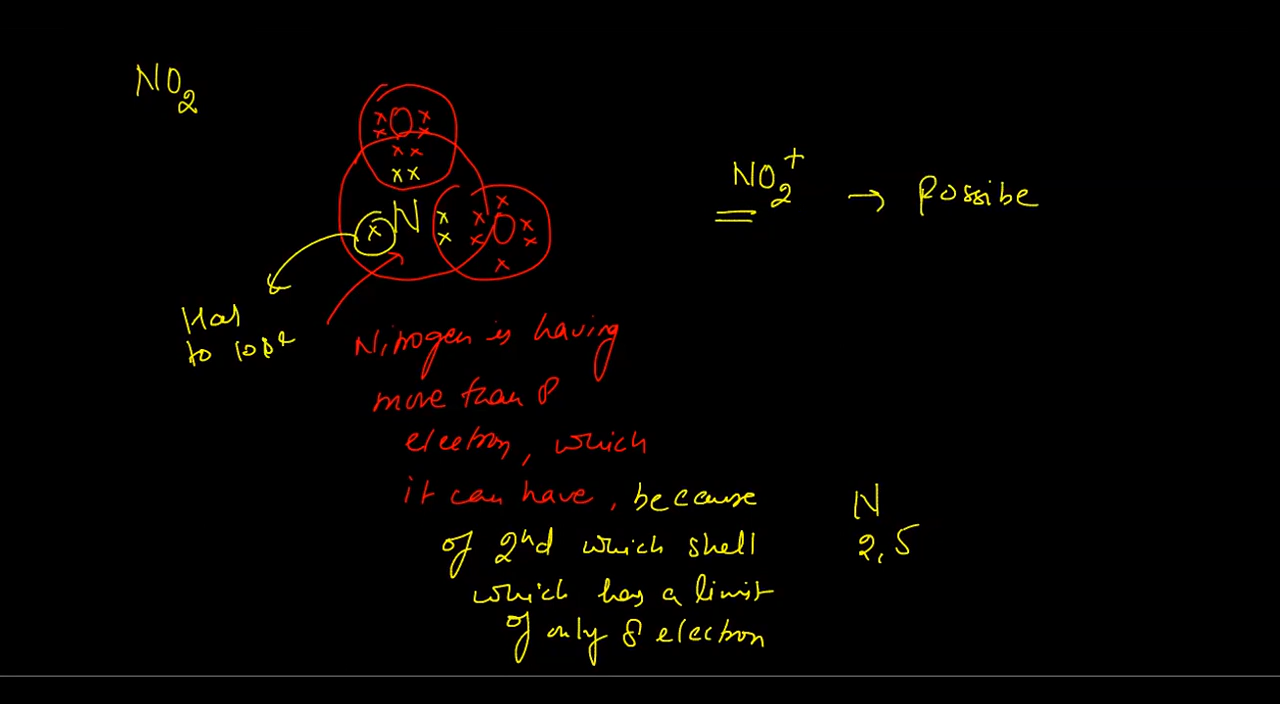 NO2
O
x x
x x
x x
x x
N
x
x
x
x
x x
x O x
x
NO2+ → Possibe
Has
to lose
Nitrogen is having
more than 8
electron, which
it can have, because
of 2nd which shell
which has a limit
of only 8 electron
N
2,5